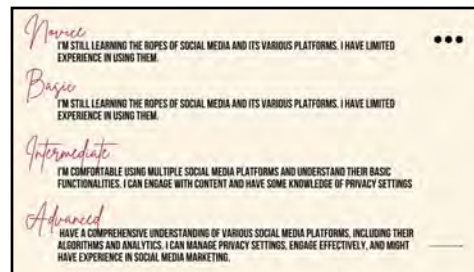 Novice
I'M STILL LEARNING THE ROPES OF SOCIAL MEDIA AND ITS VARIOUS PLATFORMS. I HAVE LIMITED
EXPERIENCE IN USING THEM.
Basic
I'M STILL LEARNING THE ROPES OF SOCIAL MEDIA AND ITS VARIOUS PLATFORMS. I HAVE LIMITED
EXPERIENCE IN USING THEM.
Intermediate
I'M COMFORTABLE USING MULTIPLE SOCIAL MEDIA PLATFORMS AND UNDERSTAND THEIR BASIC
FUNCTIONALITIES. I CAN ENGAGE WITH CONTENT AND HAVE SOME KNOWLEDGE OF PRIVACY SETTINGS
Advanced
HAVE A COMPREHENSIVE UNDERSTANDING OF VARIOUS SOCIAL MEDIA PLATFORMS, INCLUDING THEIR
ALGORITHMS AND ANALYTICS. I CAN MANAGE PRIVACY SETTINGS, ENGAGE EFFECTIVELY, AND MIGHT
HAVE EXPERIENCE IN SOCIAL MEDIA MARKETING.